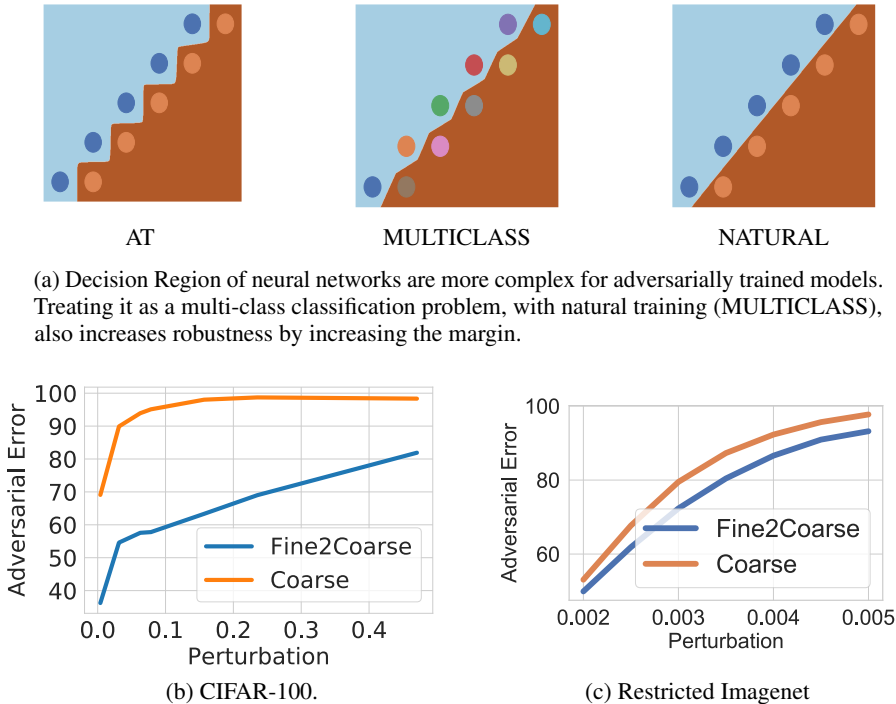 AT
MULTICLASS
NATURAL
(a) Decision Region of neural networks are more complex for adversarially trained models.
Treating it as a multi-class classification problem, with natural training (MULTICLASS),
also increases robustness by increasing the margin.
100
90
80
70
60
50
40
Adversarial Error
Fine2Coarse
Coarse
0.0
0.1
0.2
0.3
0.4
Perturbation
(b) CIFAR-100.
100
80
60
Adversarial Error
Fine2Coarse
Coarse
0.002
0.003
0.004
0.005
Perturbation
(c) Restricted Imagenet